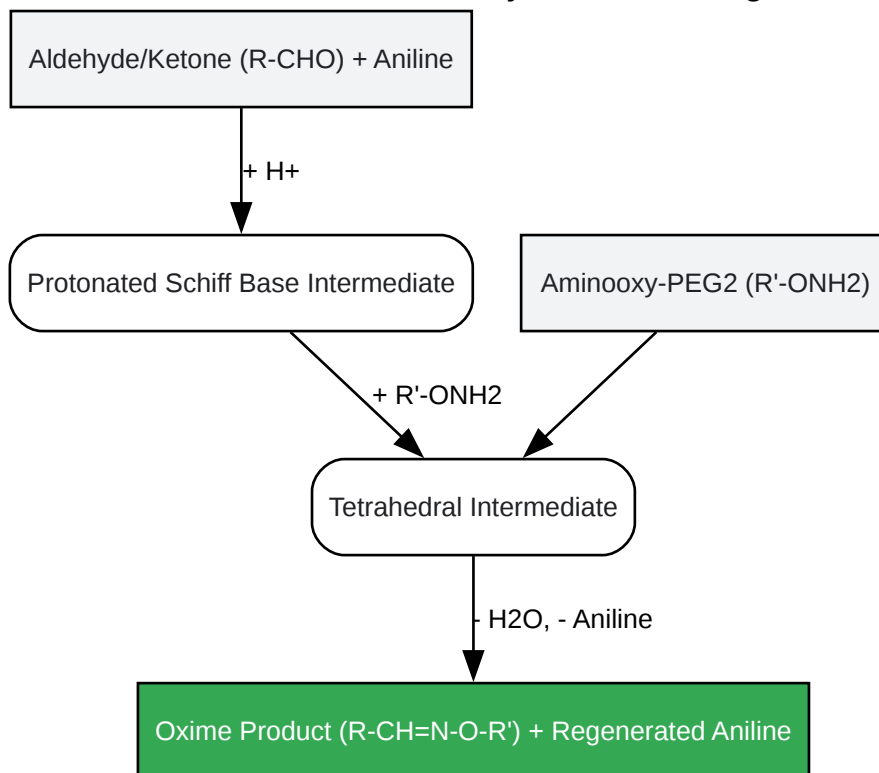 Aldehyde/Ketone (R-CHO) + Aniline
+ H+
Protonated Schiff Base Intermediate
Aminooxy-PEG2 (R'-ONH2)
+ R'-ONH2
Tetrahedral Intermediate
- H2O, - Aniline
Oxime Product (R-CH=N-O-R') + Regenerated Aniline